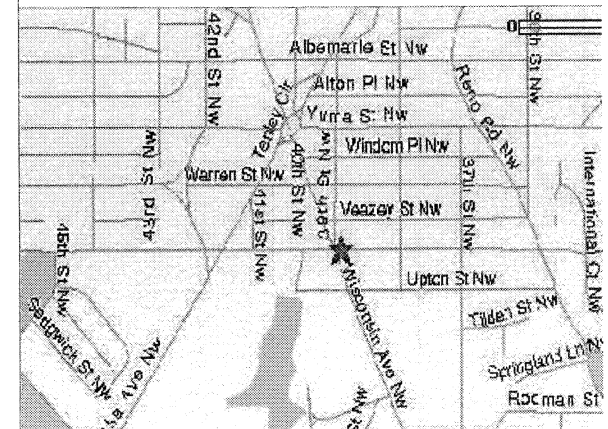 42nd St NW
Albemarle St NW
0
Alton Pl NW
Reno Rd NW
Tenley Cir
Yuma St NW
Windom Pl NW
43rd St NW
Warren St NW
40th St NW
37th St NW
41st St NW
Veazey St NW
International Ct NW
45th St NW
Upton St NW
Wisconsin Ave NW
Tilden St NW
Sedgwick St NW
Springland Ln NW
Ave NW
St NW
Rodman St